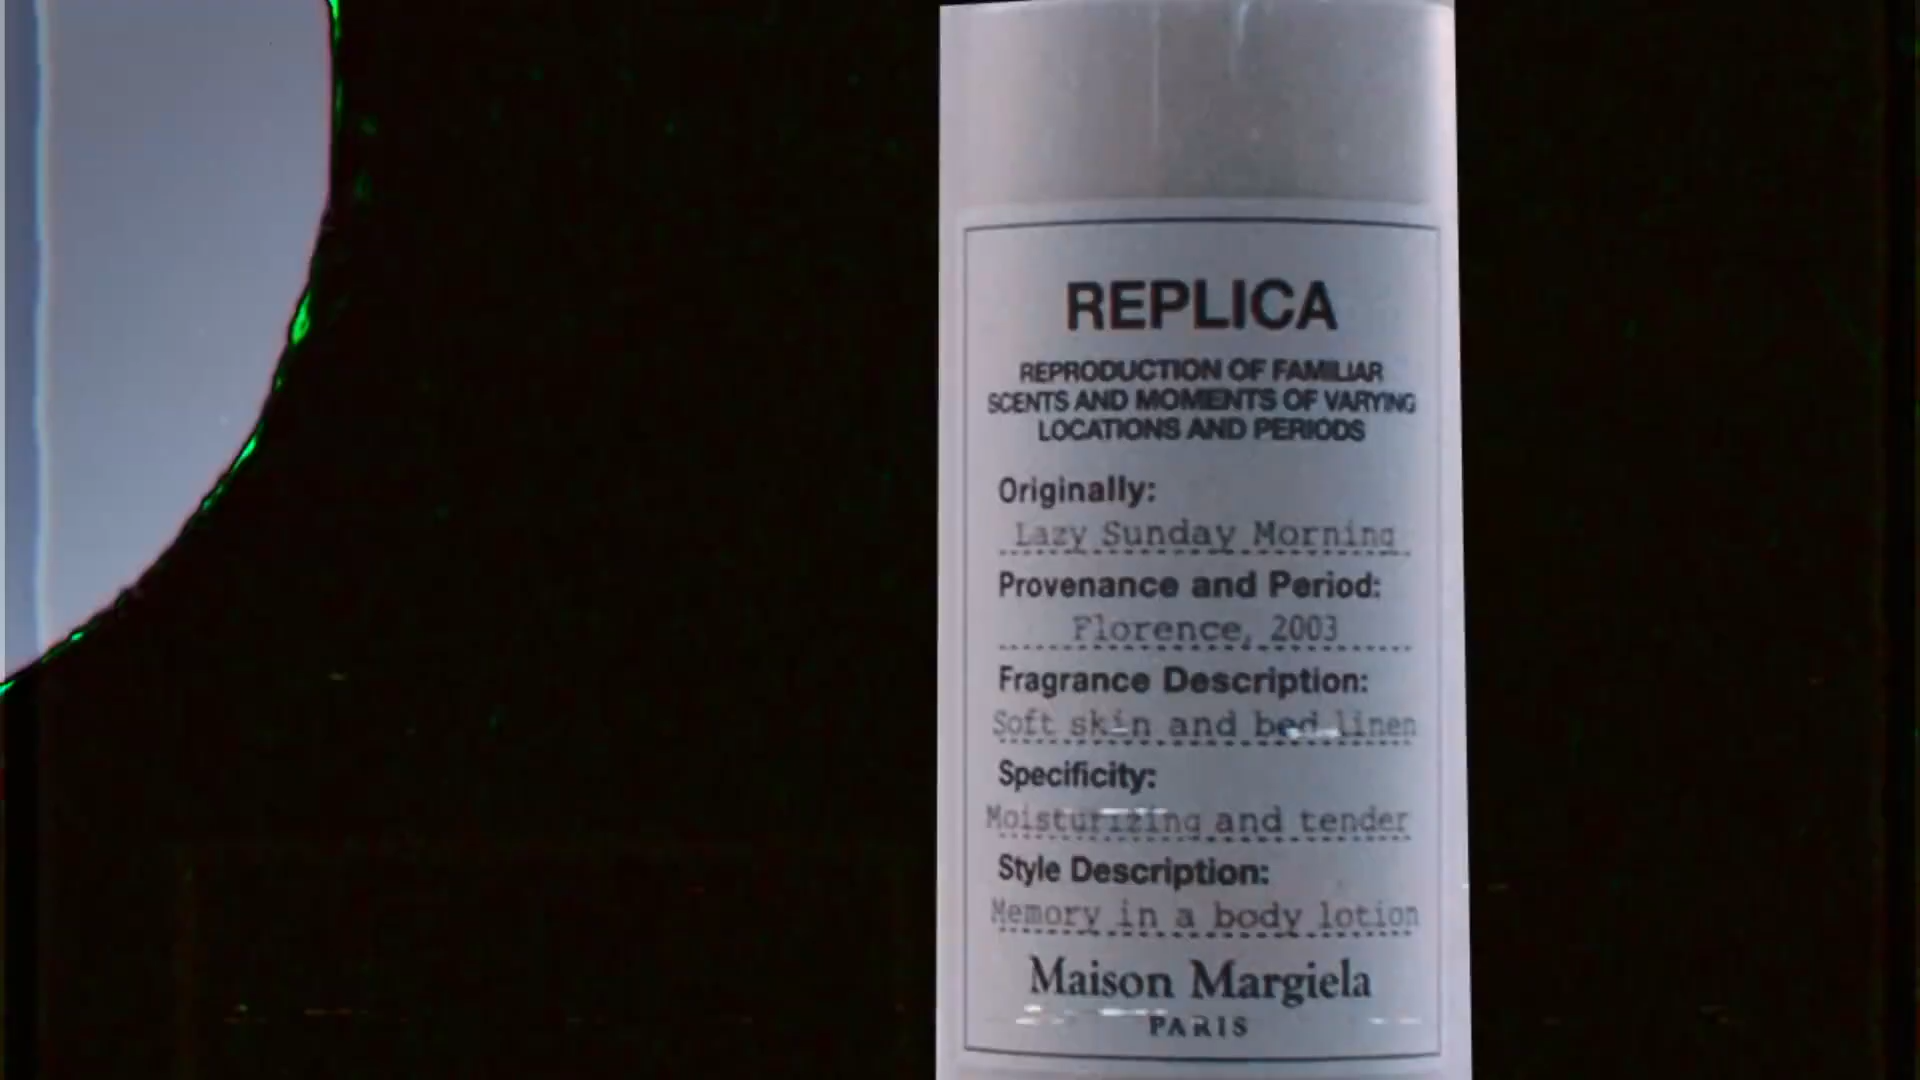 REPLICA
REPRODUCTION OF FAMILIAR
SCENTS AND MOMENTS OF VARYING
LOCATIONS AND PERIODS
Originally:
Lazy Sunday Morning
Provenance and Period:
Florence, 2003
Fragrance Description:
Soft skin and bed linen
Specificity:
Moisturizing and tender
Style Description:
Memory in a body lotion
Maison Margiela
PARIS